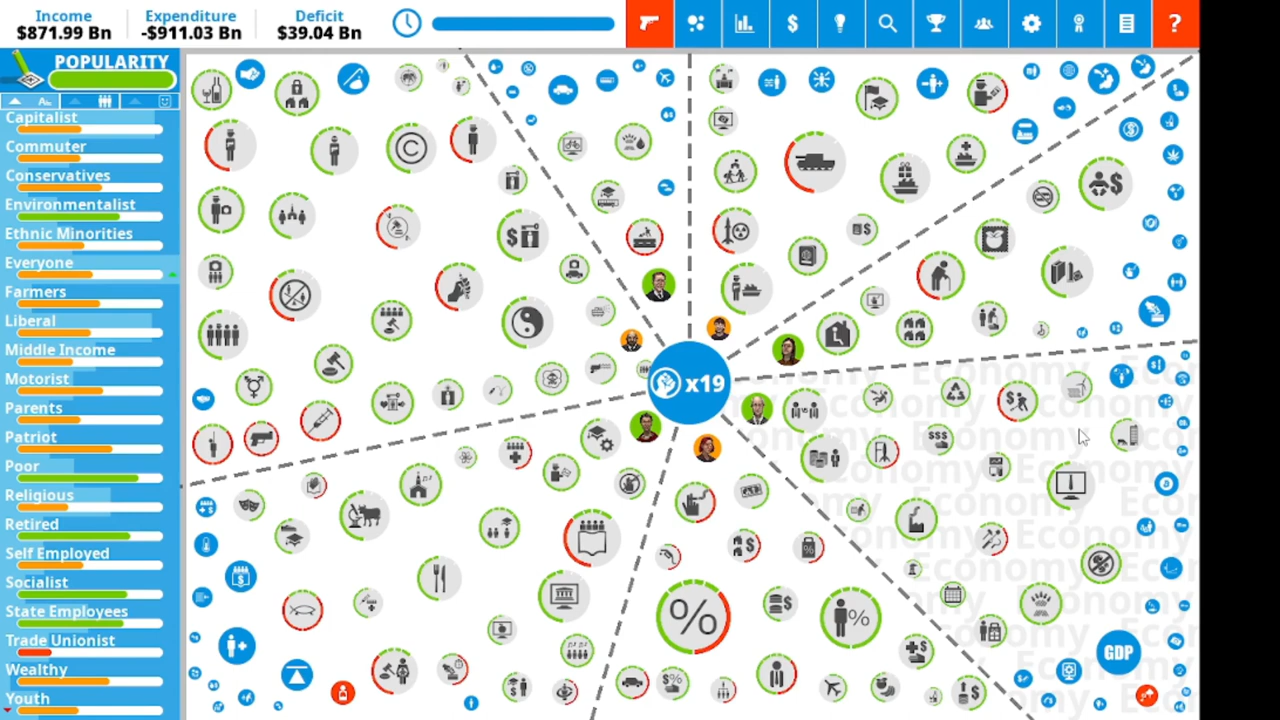 Income Expenditure Deficit
$871.99 Bn -$911.03 Bn $39.04 Bn
?
POPULARITY
Capitalist
Commuter
Conservatives
Environmentalist
Ethnic Minorities
Everyone
Farmers
Liberal
Middle Income
Motorist
Parents
Patriot
Poor
Religious
Retired
Self Employed
Socialist
State Employees
Trade Unionist
Wealthy
Youth
x19
Economy
GDP